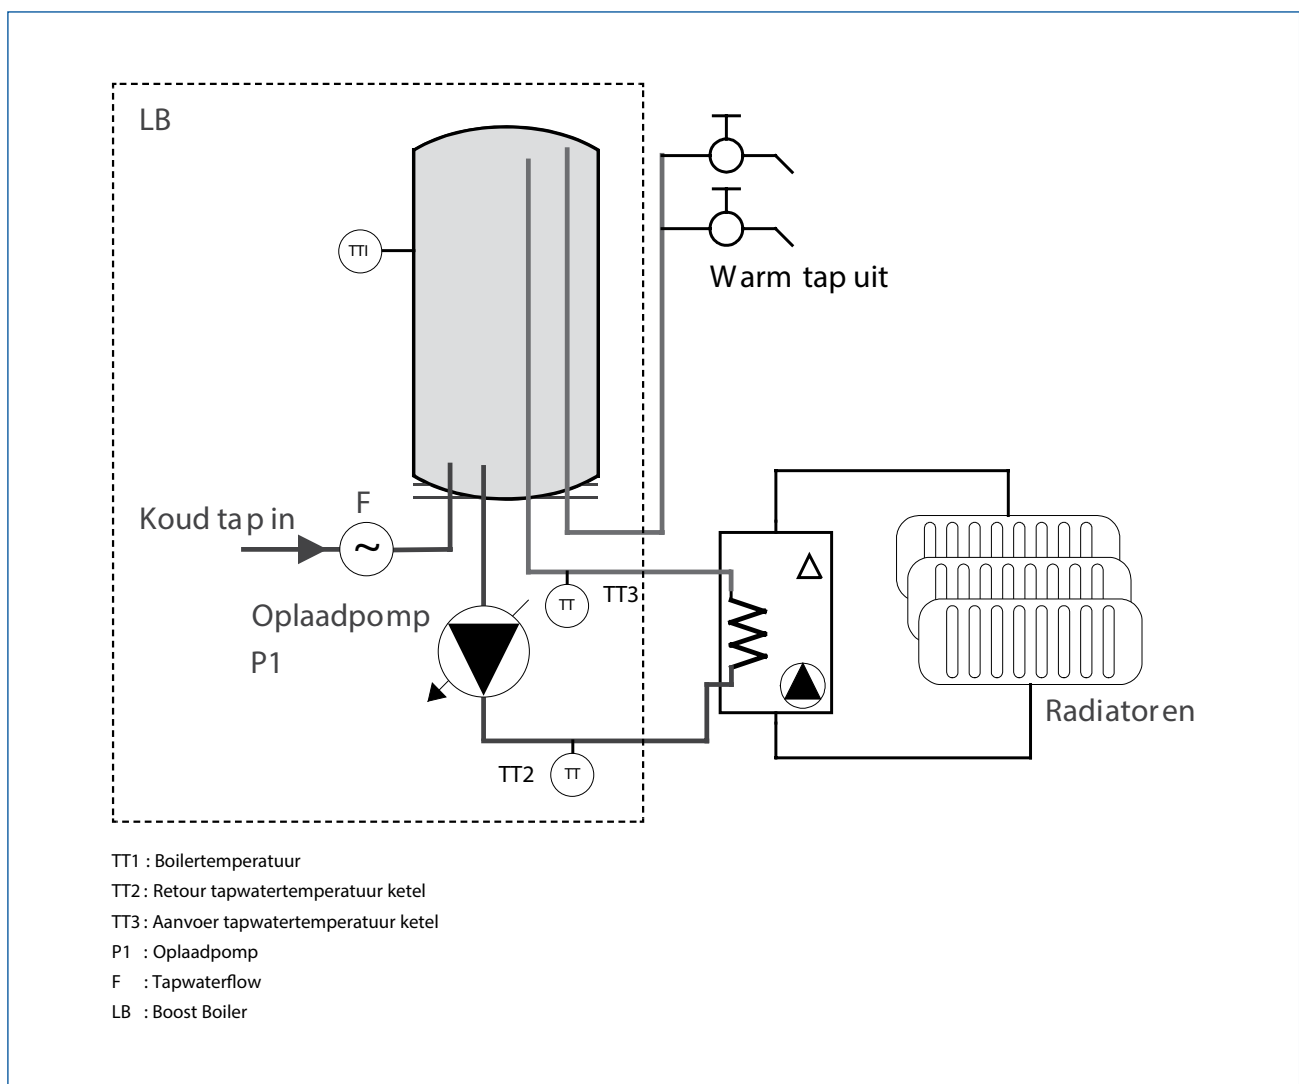 LB
TTI
Warm tap uit
Koud tap in
F
~
TT
TT3
Oplaadpomp
P1
Radiatoren
TT2
TT
TT1 : Boilertemperatuur
TT2 : Retour tapwatertemperatuur ketel
TT3 : Aanvoer tapwatertemperatuur ketel
P1 : Oplaadpomp
F : Tapwaterflow
LB : Boost Boiler